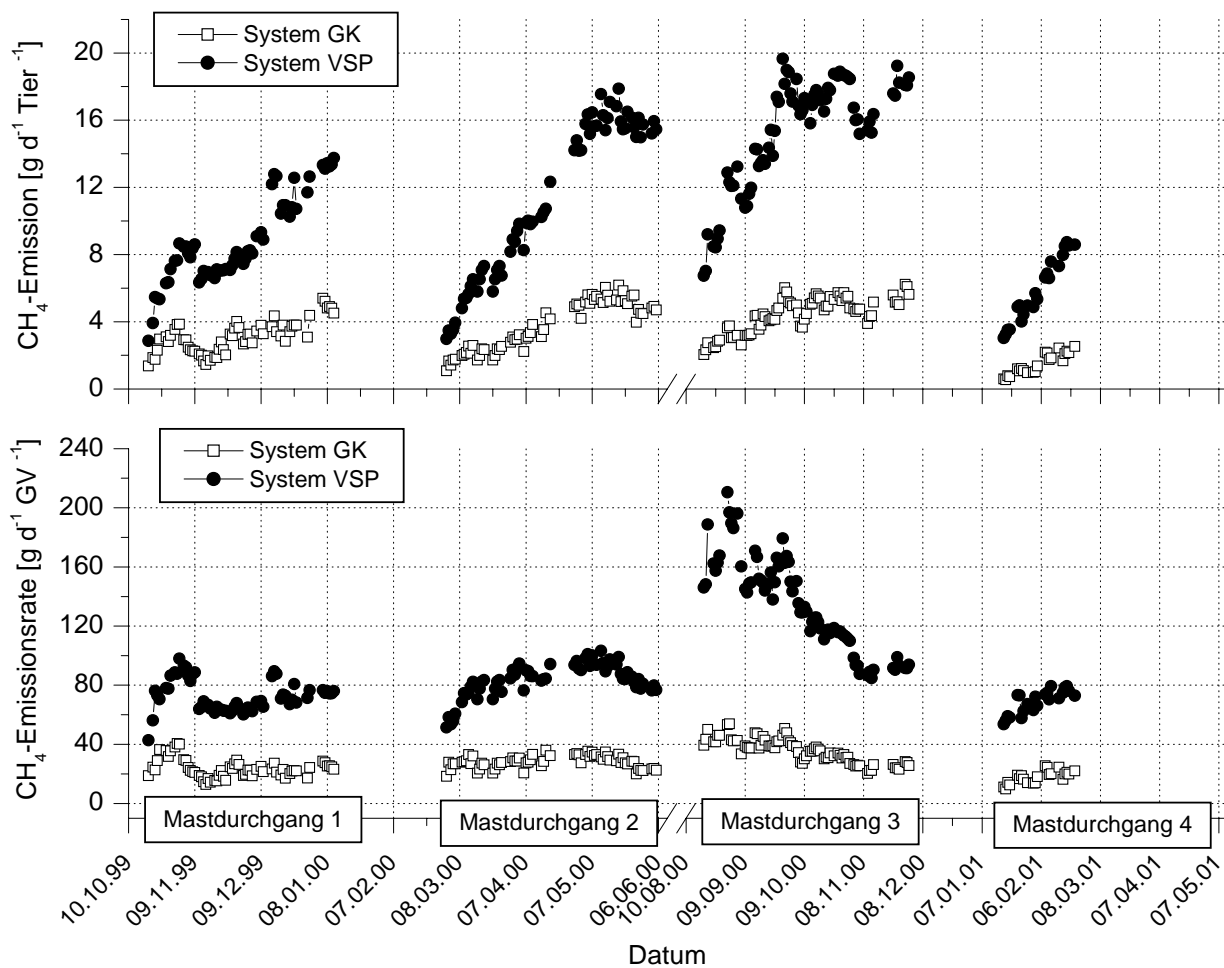 System GK
System VSP
CH₄-Emission [g d⁻¹ Tier⁻¹]
20
16
12
8
4
0
System GK
System VSP
CH₄-Emissionsrate [g d⁻¹ GV⁻¹]
240
200
160
120
80
40
0
Mastdurchgang 1
Mastdurchgang 2
Mastdurchgang 3
Mastdurchgang 4
10.10.99
09.11.99
09.12.99
08.01.00
07.02.00
08.03.00
07.04.00
07.05.00
06.06.00
10.08.00
09.09.00
09.10.00
08.11.00
08.12.00
07.01.01
06.02.01
08.03.01
07.04.01
07.05.01
Datum